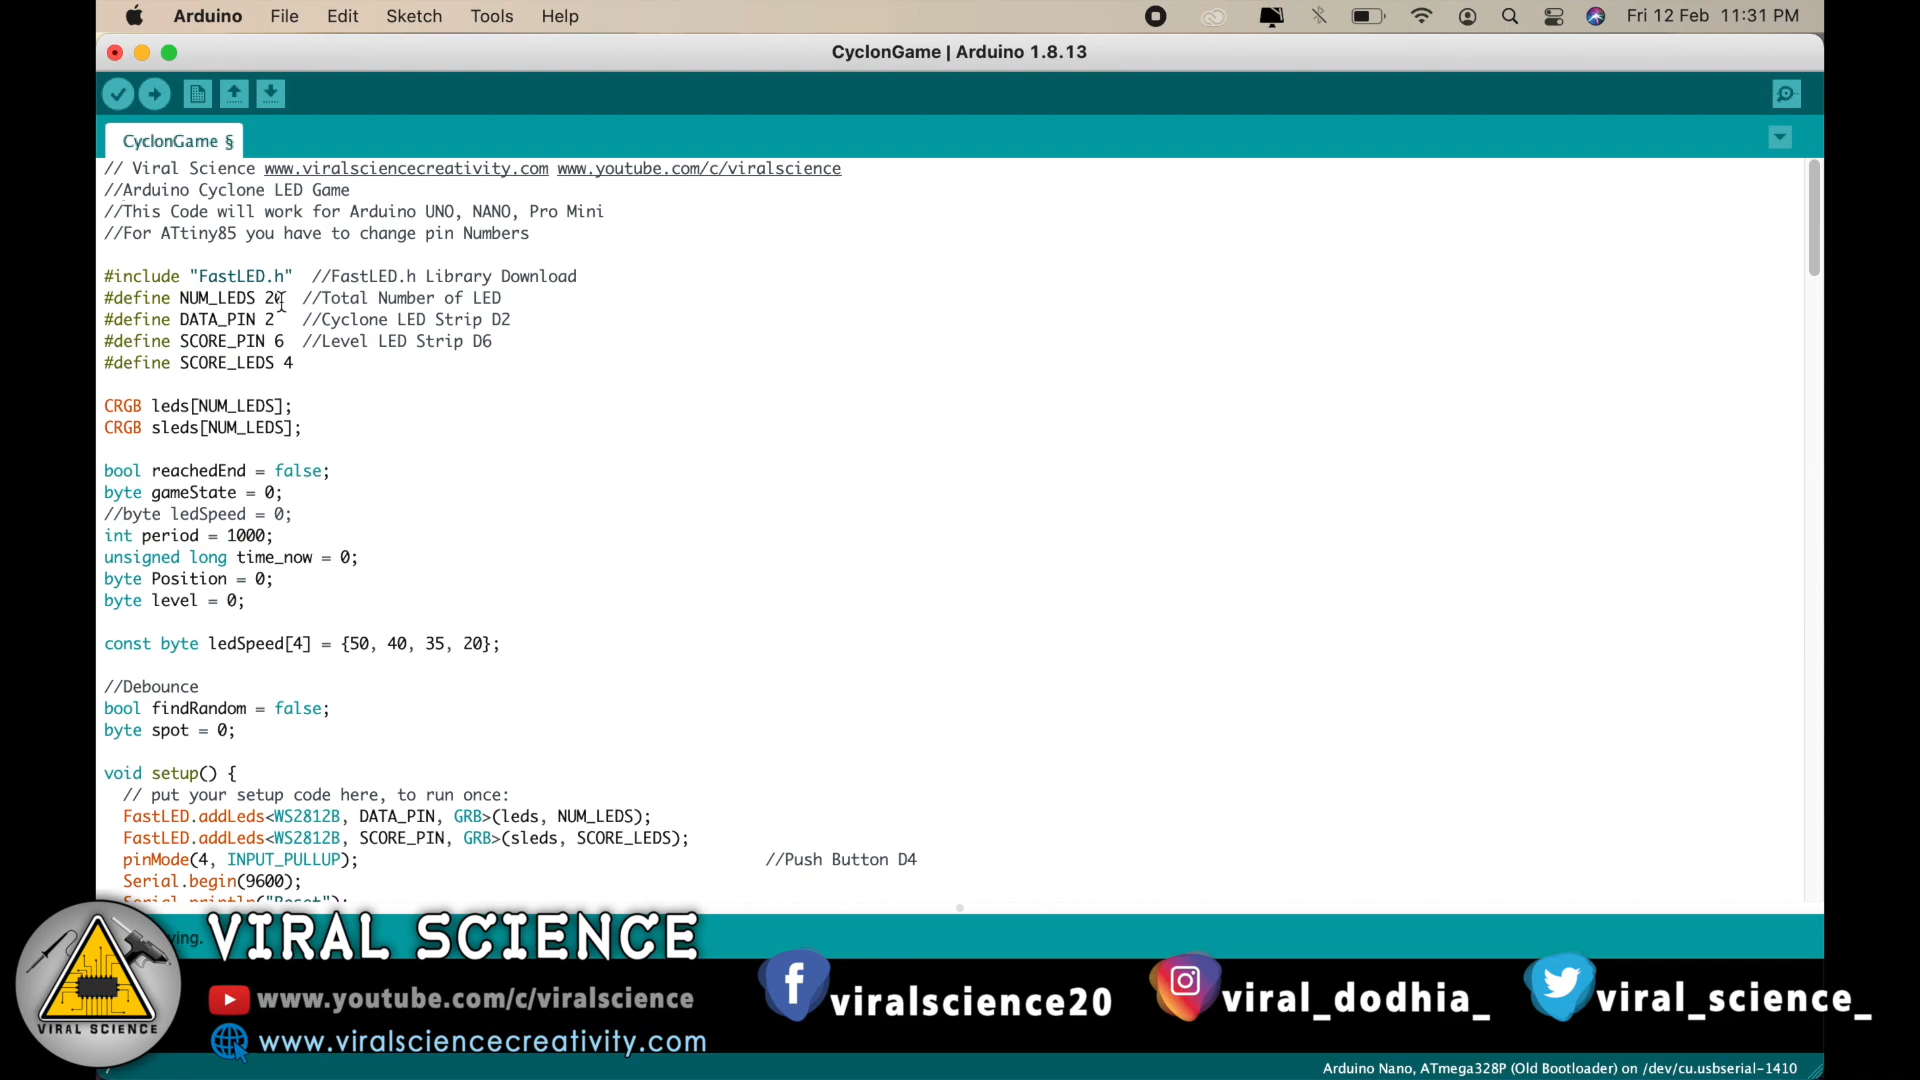 Arduino File Edit Sketch Tools Help Fri 12 Feb 11:31 PM
CyclonGame | Arduino 1.8.13
CyclonGame §
// Viral Science www.viralsciencecreativity.com www.youtube.com/c/viralscience
//Arduino Cyclone LED Game
//This Code will work for Arduino UNO, NANO, Pro Mini
//For ATtiny85 you have to change pin Numbers
#include "FastLED.h" //FastLED.h Library Download
#define NUM_LEDS 20 //Total Number of LED
#define DATA_PIN 2 //Cyclone LED Strip D2
#define SCORE_PIN 6 //Level LED Strip D6
#define SCORE_LEDS 4
CRGB leds[NUM_LEDS];
CRGB sleds[NUM_LEDS];
bool reachedEnd = false;
byte gameState = 0;
//byte ledSpeed = 0;
int period = 1000;
unsigned long time_now = 0;
byte Position = 0;
byte level = 0;
const byte ledSpeed[4] = {50, 40, 35, 20};
//Debounce
bool findRandom = false;
byte spot = 0;
void setup() {
// put your setup code here, to run once:
FastLED.addLeds<WS2812B, DATA_PIN, GRB>(leds, NUM_LEDS);
FastLED.addLeds<WS2812B, SCORE_PIN, GRB>(sleds, SCORE_LEDS);
pinMode(4, INPUT_PULLUP); //Push Button D4
Serial.begin(9600);
Serial.println("Reset");
VIRAL SCIENCE
VIRAL SCIENCE
www.youtube.com/c/viralscience
www.viralsciencecreativity.com
viralscience20
viral_dodhia_
viral_science_
Arduino Nano, ATmega328P (Old Bootloader) on /dev/cu.usbserial-1410